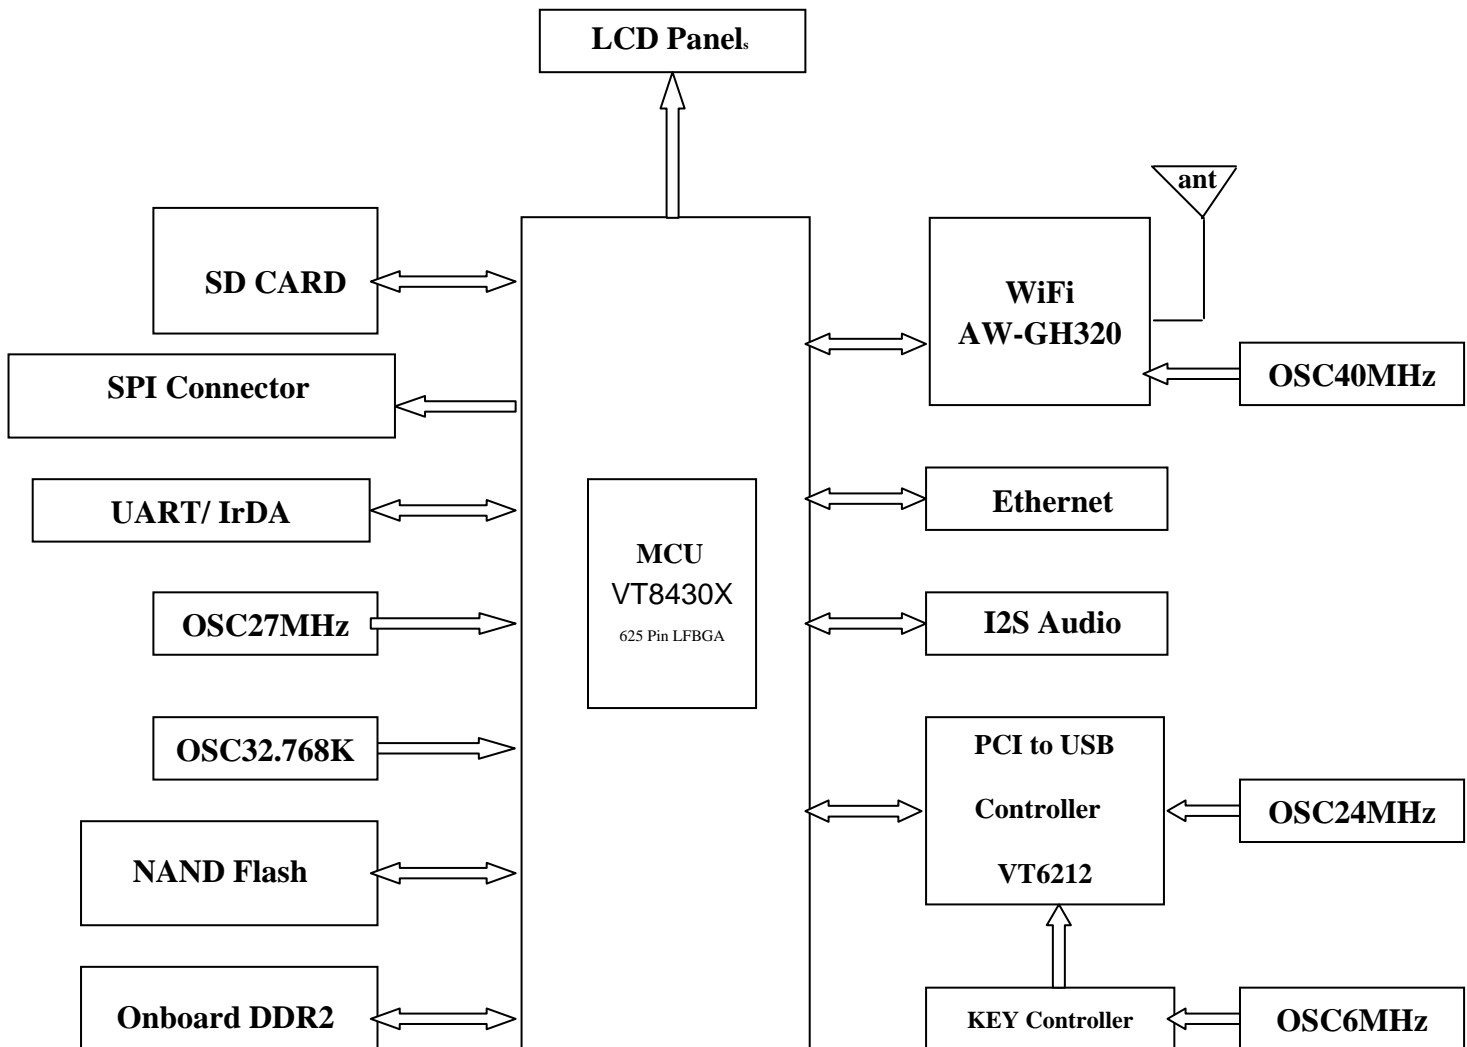 LCD Panels
ant
SD CARD
WiFi
AW-GH320
SPI Connector
OSC40MHz
UART/ IrDA
Ethernet
MCU
VT8430X
625 Pin LFBGA
OSC27MHz
I2S Audio
OSC32.768K
PCI to USB
Controller
VT6212
OSC24MHz
NAND Flash
Onboard DDR2
KEY Controller
OSC6MHz